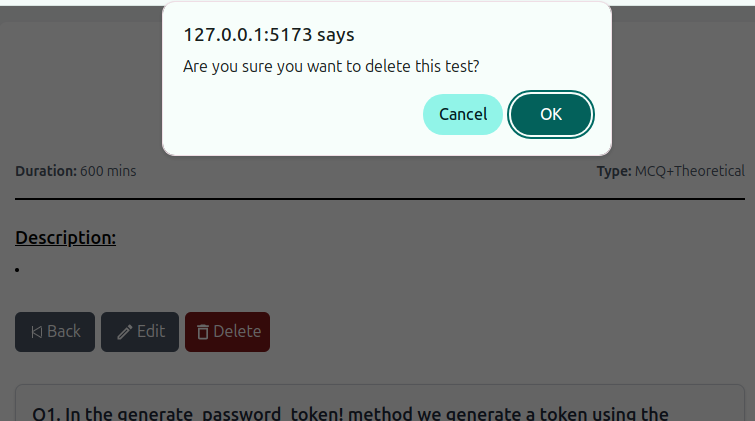 127.0.0.1:5173 says
Are you sure you want to delete this test?
Cancel OK
Duration: 600 mins Type: MCQ+Theoretical
Description:
•
Back Edit Delete
Q1. In the generate_password_token! method we generate a token using the